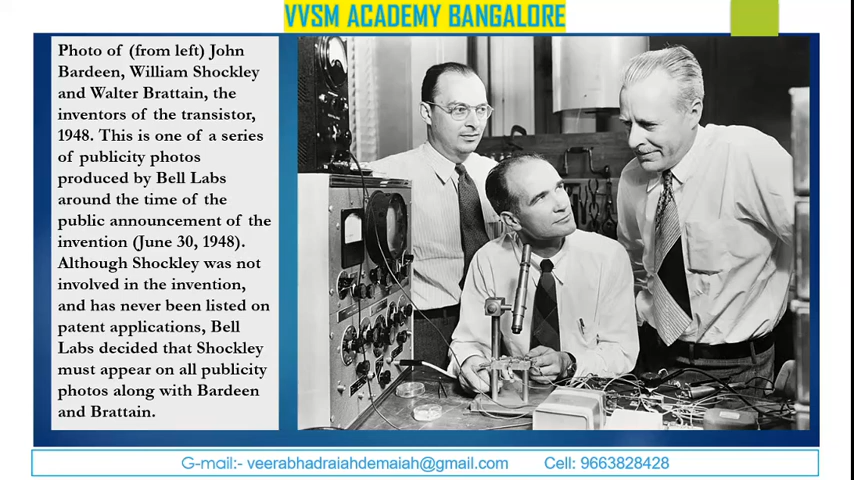 VVSM ACADEMY BANGALORE
Photo of (from left) John
Bardeen, William Shockley
and Walter Brattain, the
inventors of the transistor,
1948. This is one of a series
of publicity photos
produced by Bell Labs
around the time of the
public announcement of the
invention (June 30, 1948).
Although Shockley was not
involved in the invention,
and has never been listed on
patent applications, Bell
Labs decided that Shockley
must appear on all publicity
photos along with Bardeen
and Brattain.
G-mail:- veerabhadraiahdemaiah@gmail.com Cell: 9663828428